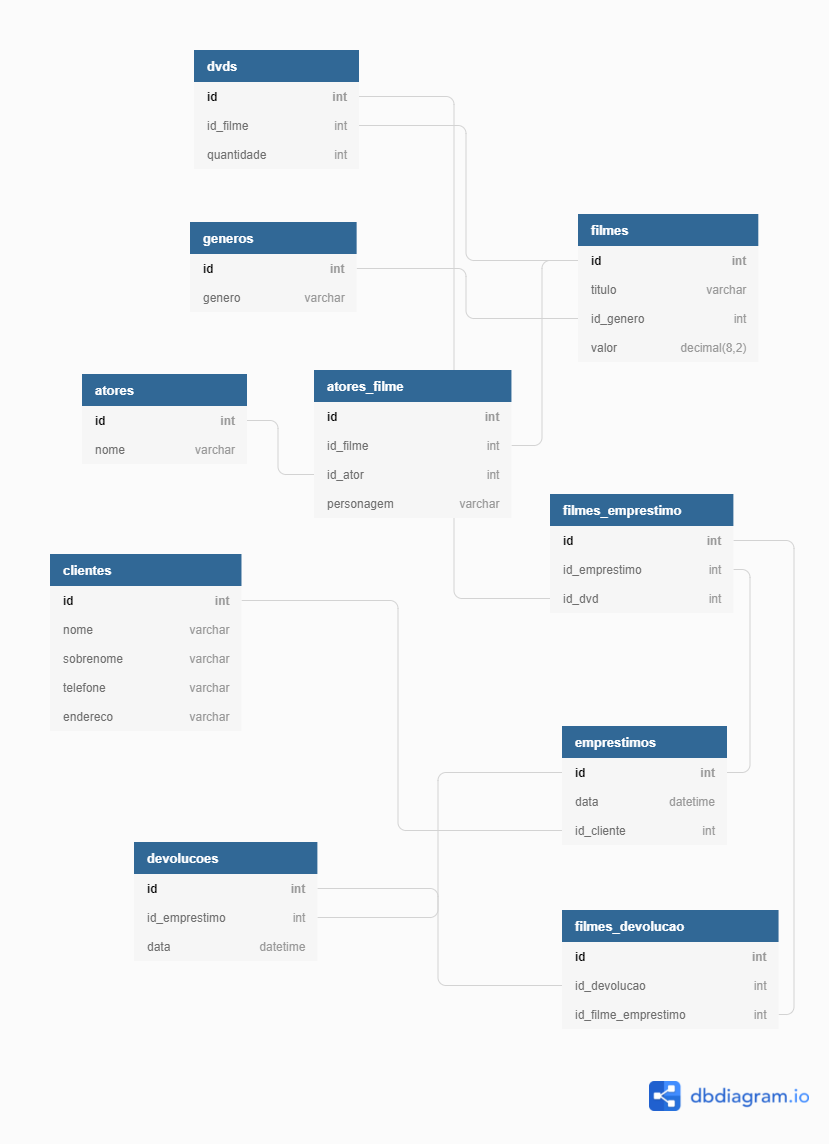 dvds
id int
id_filme int
quantidade int
generos
id int
genero varchar
filmes
id int
titulo varchar
id_genero int
valor decimal(8,2)
atores
id int
nome varchar
atores_filme
id int
id_filme int
id_ator int
personagem varchar
filmes_emprestimo
id int
id_emprestimo int
id_dvd int
clientes
id int
nome varchar
sobrenome varchar
telefone varchar
endereco varchar
emprestimos
id int
data datetime
id_cliente int
devolucoes
id int
id_emprestimo int
data datetime
filmes_devolucao
id int
id_devolucao int
id_filme_emprestimo int
dbdiagram.io